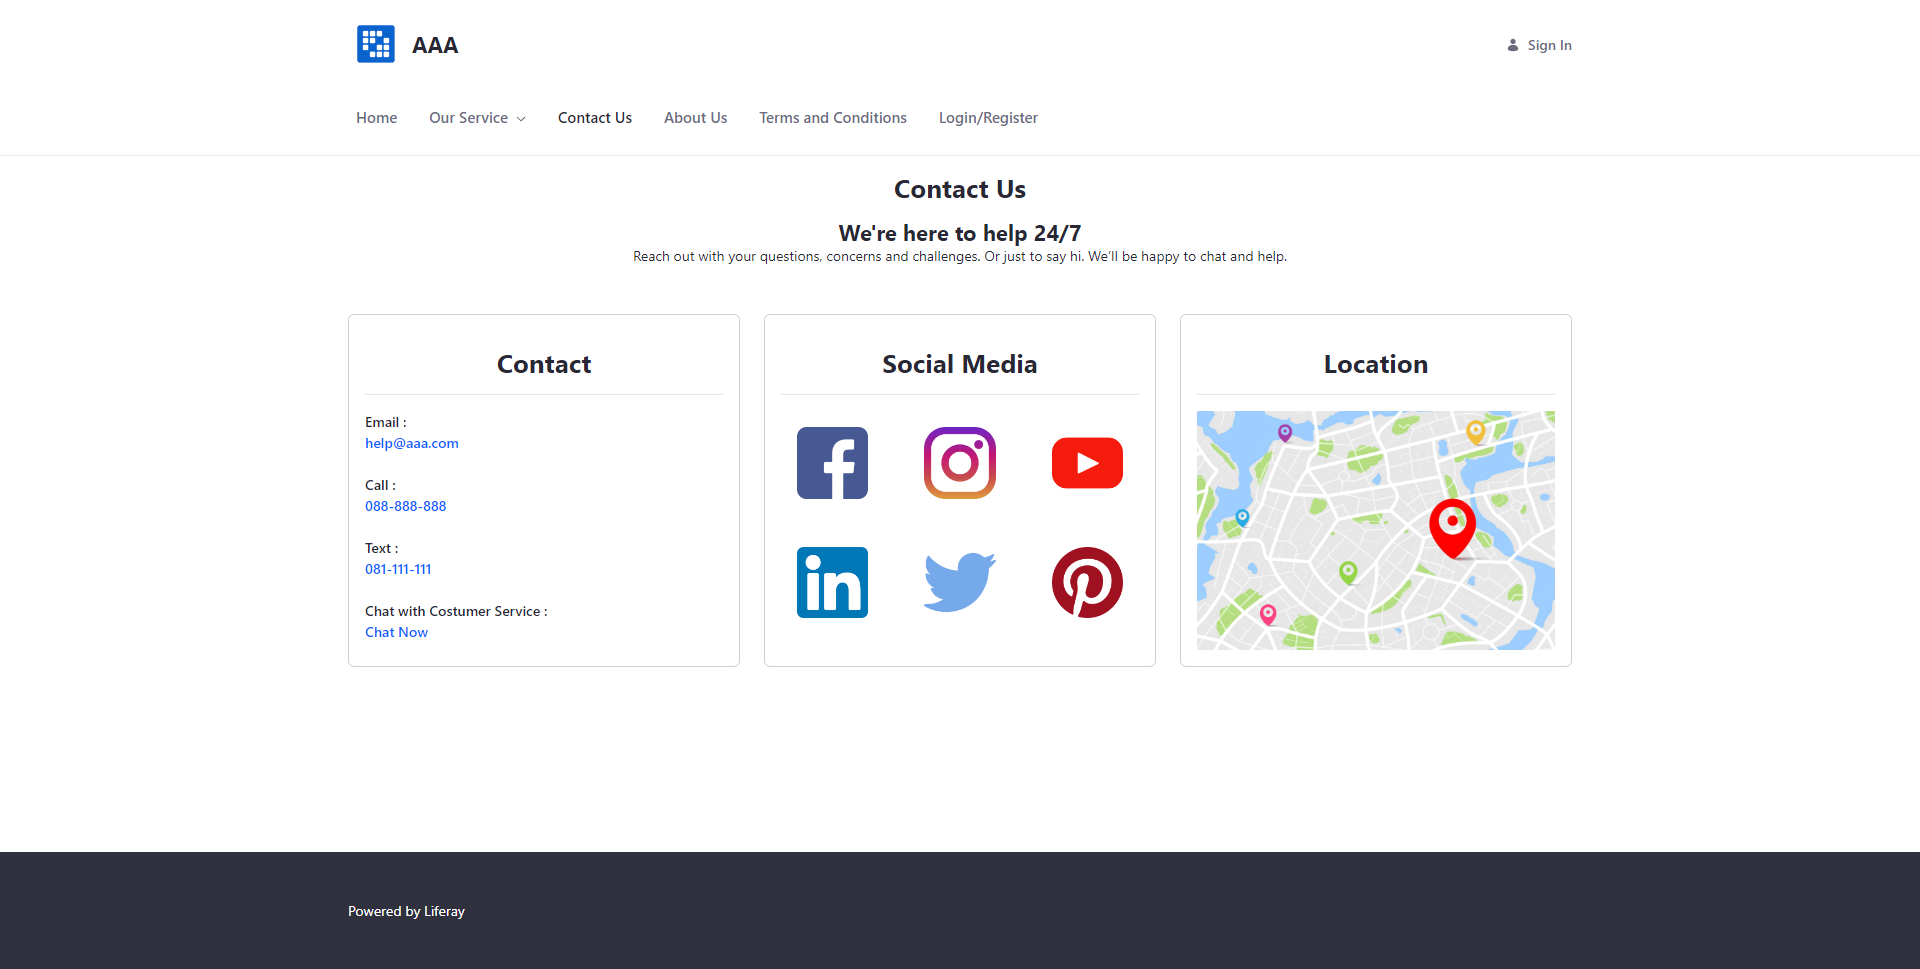 AAA
Sign In
Home
Our Service
Contact Us
About Us
Terms and Conditions
Login/Register
Contact Us
We're here to help 24/7
Reach out with your questions, concerns and challenges. Or just to say hi. We'll be happy to chat and help.
Contact
Email :
help@aaa.com
Call :
088-888-888
Text :
081-111-111
Chat with Costumer Service :
Chat Now
Social Media
Location
Powered by Liferay